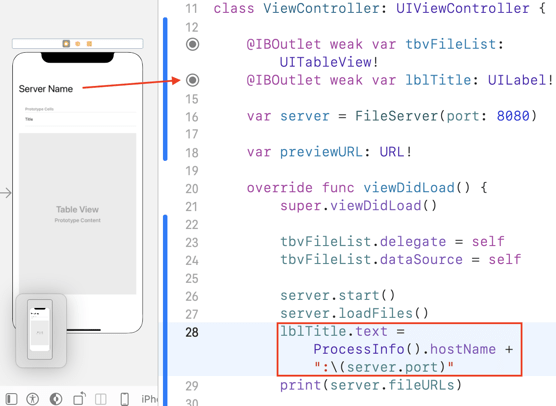 Server Name
Prototype Cells
Title
Table View
Prototype Content
iPho
11 class ViewController: UIViewController {
12
@IBOutlet weak var tbvFileList:
UITableView!
@IBOutlet weak var lblTitle: UILabel!
15
16 var server = FileServer(port: 8080)
17
18 var previewURL: URL!
19
20 override func viewDidLoad() {
21 super.viewDidLoad()
22
23 tbvFileList.delegate = self
24 tbvFileList.dataSource = self
25
26 server.start()
27 server.loadFiles()
28 lblTitle.text =
ProcessInfo().hostName +
":\(server.port)"
29 print(server.fileURLs)
30